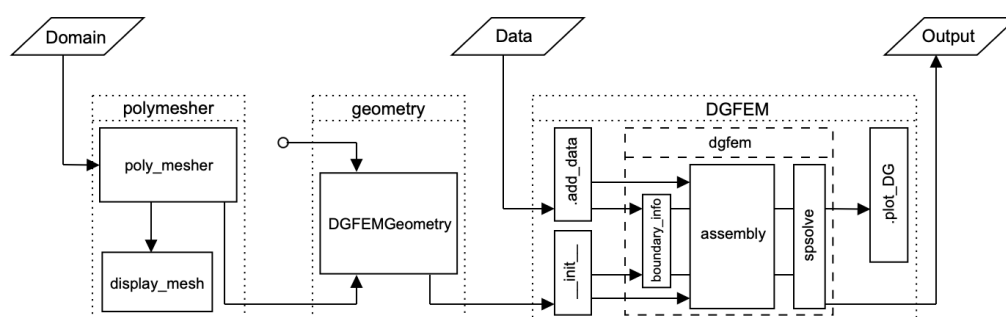 Domain
Data
Output
polymesher
geometry
DGFEM
poly_mesher
display_mesh
DGFEMGeometry
.add_data
__init__
dgfem
boundary_info
assembly
spsolve
.plot_DG